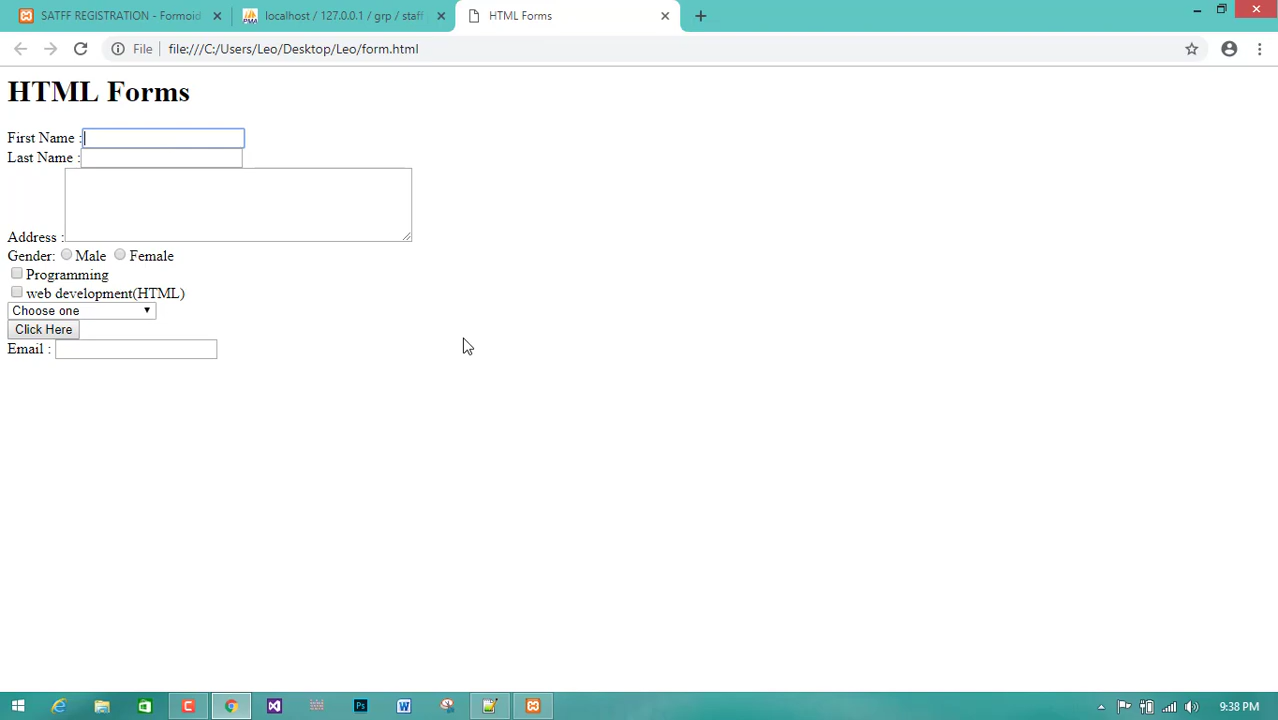 SATFF REGISTRATION - Formoid
localhost / 127.0.0.1 / grp / staff
HTML Forms
File file:///C:/Users/Leo/Desktop/Leo/form.html
HTML Forms
First Name :
Last Name :
Address :
Gender: Male Female
Programming
web development(HTML)
Choose one
Click Here
Email :
9:38 PM